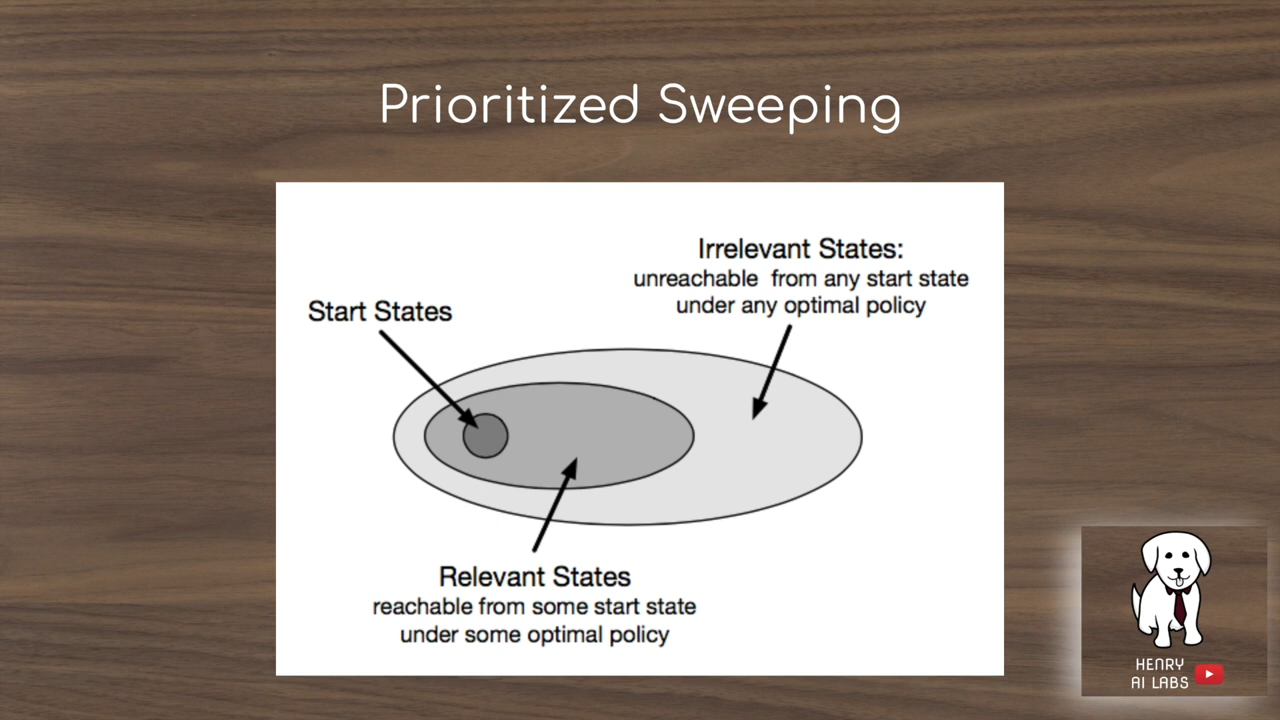 Prioritized Sweeping
Irrelevant States:
unreachable from any start state
under any optimal policy
Start States
Relevant States
reachable from some start state
under some optimal policy
HENRY
AI LABS